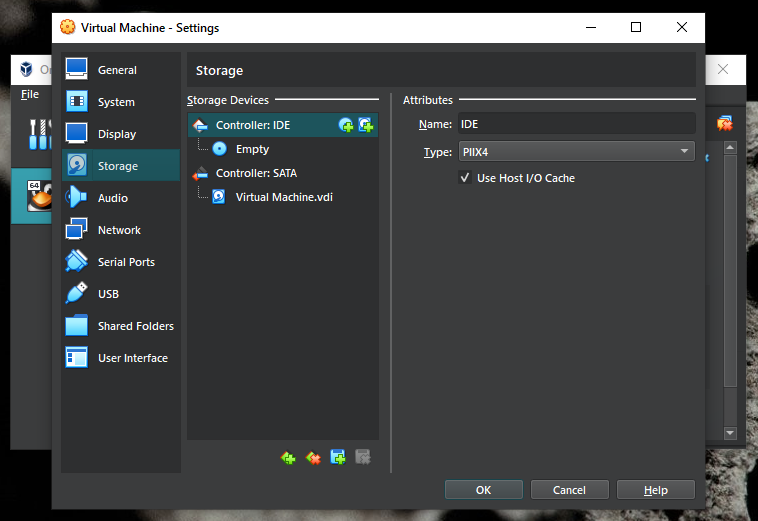 Virtual Machine - Settings
File
General
System
Display
Storage
Audio
Network
Serial Ports
USB
Shared Folders
User Interface
Storage
Storage Devices
Controller: IDE
Empty
Controller: SATA
Virtual Machine.vdi
Attributes
Name: IDE
Type: PIIX4
Use Host I/O Cache
OK
Cancel
Help
64